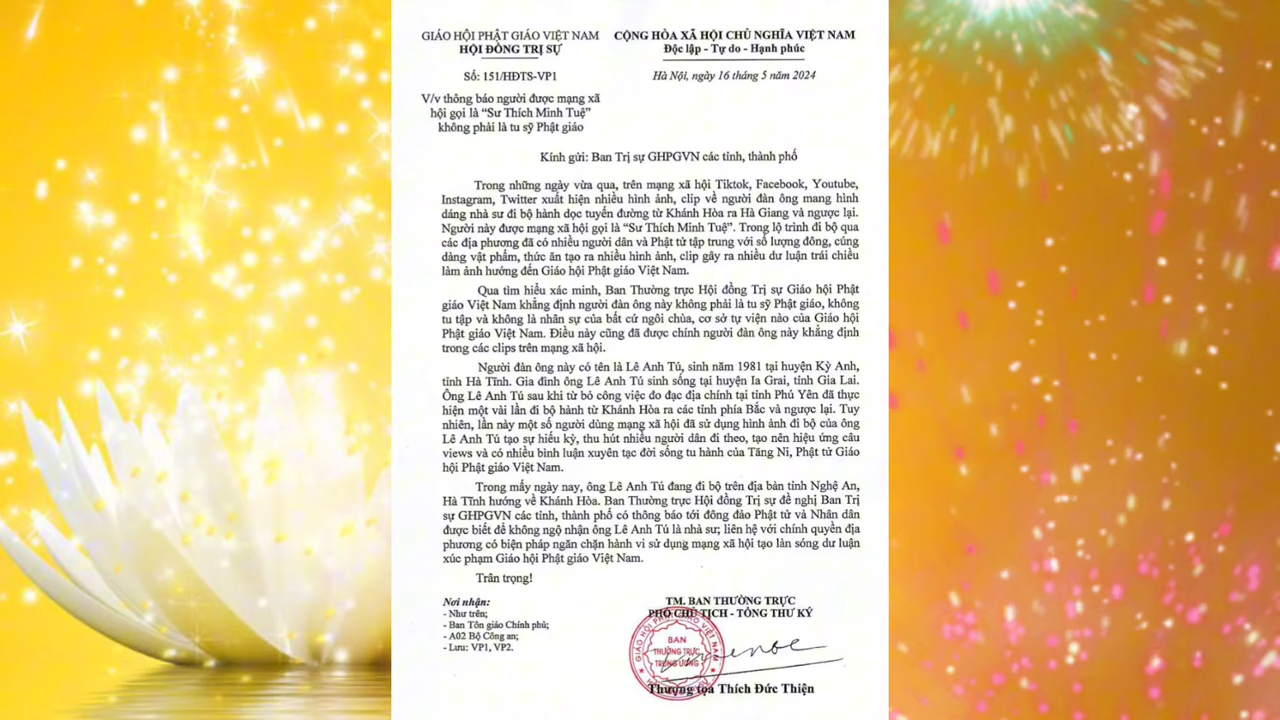 GIÁO HỘI PHẬT GIÁO VIỆT NAM
HỘI ĐỒNG TRỊ SỰ
Số: 151/HĐTS-VP1
V/v thông báo người được mạng xã
hội gọi là “Sư Thích Minh Tuệ”
không phải là tu sỹ Phật giáo
CỘNG HÒA XÃ HỘI CHỦ NGHĨA VIỆT NAM
Độc lập - Tự do - Hạnh phúc
Hà Nội, ngày 16 tháng 5 năm 2024
Kính gửi: Ban Trị sự GHPGVN các tỉnh, thành phố
Trong những ngày vừa qua, trên mạng xã hội Tiktok, Facebook, Youtube,
Instagram, Twitter xuất hiện nhiều hình ảnh, clip về người đàn ông mang hình
dáng nhà sư đi bộ hành dọc tuyến đường từ Khánh Hòa ra Hà Giang và ngược lại.
Người này được mạng xã hội gọi là “Sư Thích Minh Tuệ”. Trong lộ trình đi bộ qua
các địa phương đã có nhiều người dân và Phật tử tập trung với số lượng đông, cúng
dàng vật phẩm, thức ăn tạo ra nhiều hình ảnh, clip gây ra nhiều dư luận trái chiều
làm ảnh hưởng đến Giáo hội Phật giáo Việt Nam.
Qua tìm hiểu xác minh, Ban Thường trực Hội đồng Trị sự Giáo hội Phật
giáo Việt Nam khẳng định người đàn ông này không phải là tu sỹ Phật giáo, không
tu tập và không là nhân sự của bất cứ ngôi chùa, cơ sở tự viện nào của Giáo hội
Phật giáo Việt Nam. Điều này cũng đã được chính người đàn ông này khẳng định
trong các clips trên mạng xã hội.
Người đàn ông này có tên là Lê Anh Tú, sinh năm 1981 tại huyện Kỳ Anh,
tỉnh Hà Tĩnh. Gia đình ông Lê Anh Tú sinh sống tại huyện Ia Grai, tỉnh Gia Lai.
Ông Lê Anh Tú sau khi từ bỏ công việc đo đạc địa chính tại tỉnh Phú Yên đã thực
hiện một vài lần đi bộ hành từ Khánh Hòa ra các tỉnh phía Bắc và ngược lại. Tuy
nhiên, lần này một số người dùng mạng xã hội đã sử dụng hình ảnh đi bộ của ông
Lê Anh Tú tạo sự hiếu kỳ, thu hút nhiều người dân đi theo, tạo nên hiệu ứng câu
views và có nhiều bình luận xuyên tạc đời sống tu hành của Tăng Ni, Phật tử Giáo
hội Phật giáo Việt Nam.
Trong mấy ngày nay, ông Lê Anh Tú đang đi bộ trên địa bàn tỉnh Nghệ An,
Hà Tĩnh hướng về Khánh Hòa. Ban Thường trực Hội đồng Trị sự đề nghị Ban Trị
sự GHPGVN các tỉnh, thành phố có thông báo tới đông đảo Phật tử và Nhân dân
được biết để không ngộ nhận ông Lê Anh Tú là nhà sư; liên hệ với chính quyền địa
phương có biện pháp ngăn chặn hành vi sử dụng mạng xã hội tạo làn sóng dư luận
xúc phạm Giáo hội Phật giáo Việt Nam.
Trân trọng!
Nơi nhận:
- Như trên;
- Ban Tôn giáo Chính phủ;
- A02 Bộ Công an;
- Lưu: VP1, VP2.
TM. BAN THƯỜNG TRỰC
PHÓ CHỦ TỊCH - TỔNG THƯ KÝ
BAN
THƯỜNG TRỰC
TRUNG ƯƠNG
Thượng tọa Thích Đức Thiện